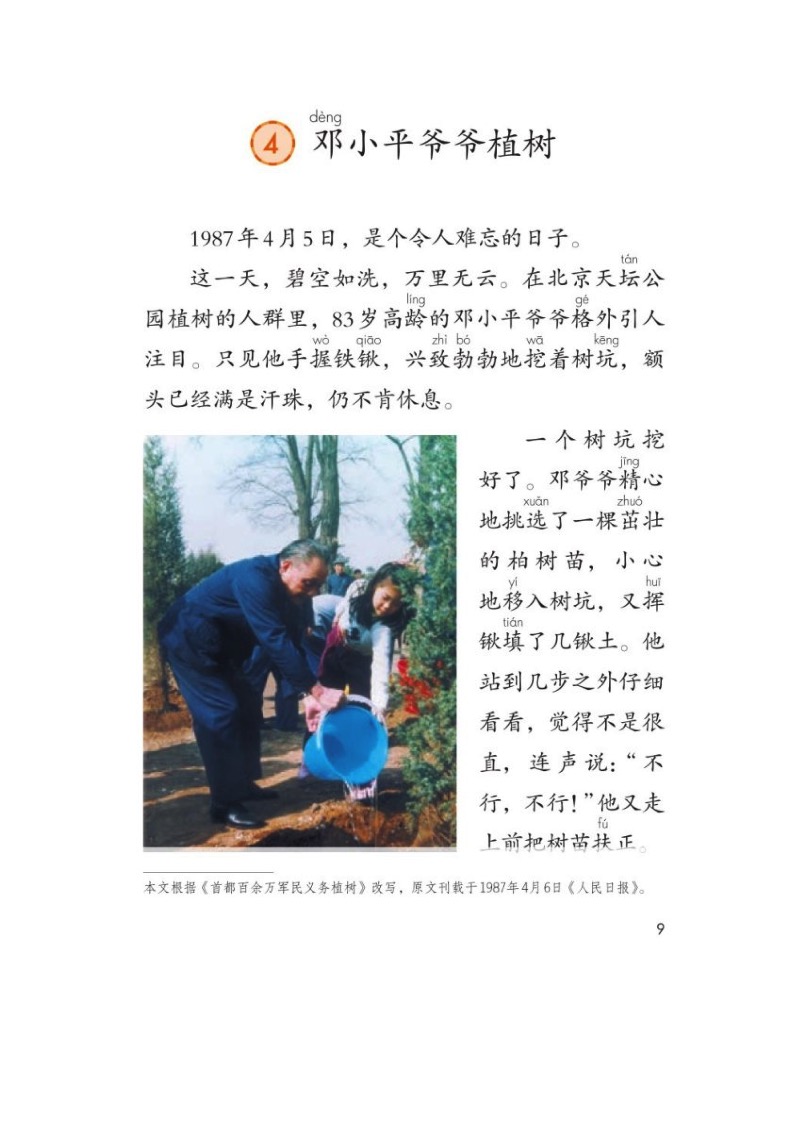 dèng
4 邓小平爷爷植树
1987年4月5日，是个令人难忘的日子。
tán
这一天，碧空如洗，万里无云。在北京天坛公
líng gé
园植树的人群里，83岁高龄的邓小平爷爷格外引人
wò qiāo zhì bó wā kēng
注目。只见他手握铁锹，兴致勃勃地挖着树坑，额
头已经满是汗珠，仍不肯休息。
一个树坑挖
jīng
好了。邓爷爷精心
xuǎn zhuó
地挑选了一棵茁壮
的柏树苗，小心
yí huī
地移入树坑，又挥
tián
锹填了几锹土。他
站到几步之外仔细
看看，觉得不是很
直，连声说：“不
行，不行！”他又走
fú
上前把树苗扶正。
本文根据《首都百余万军民义务植树》改写，原文刊载于1987年4月6日《人民日报》。
9